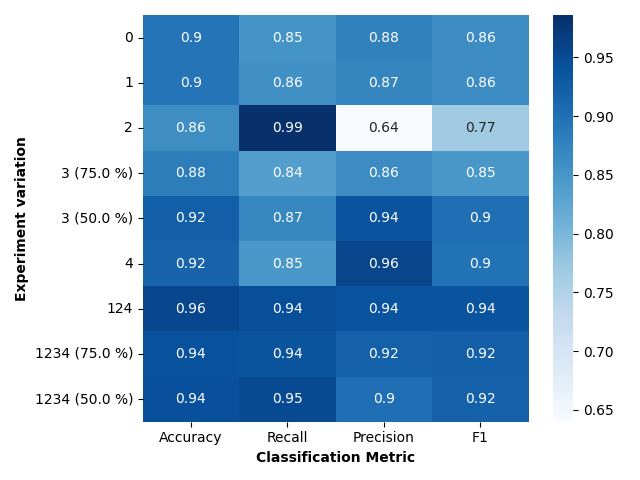 0 0.9 0.85 0.88 0.86
1 0.9 0.86 0.87 0.86
2 0.86 0.99 0.64 0.77
3 (75.0 %) 0.88 0.84 0.86 0.85
3 (50.0 %) 0.92 0.87 0.94 0.9
4 0.92 0.85 0.96 0.9
124 0.96 0.94 0.94 0.94
1234 (75.0 %) 0.94 0.94 0.92 0.92
1234 (50.0 %) 0.94 0.95 0.9 0.92
Accuracy Recall Precision F1
Classification Metric
Experiment variation
0.95
0.90
0.85
0.80
0.75
0.70
0.65